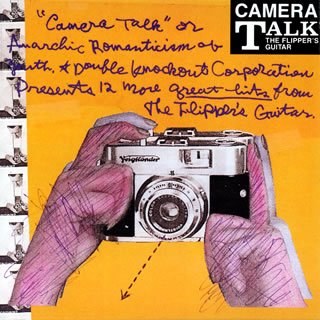 "Camera Talk" or
Anarchic Romanticism of
Youth, A Double Knockout Corporation
Presents 12 More Great-hits from
The Flipper's Guitar.
CAMERA
TALK
THE FLIPPER'S
GUITAR
Voigtländer